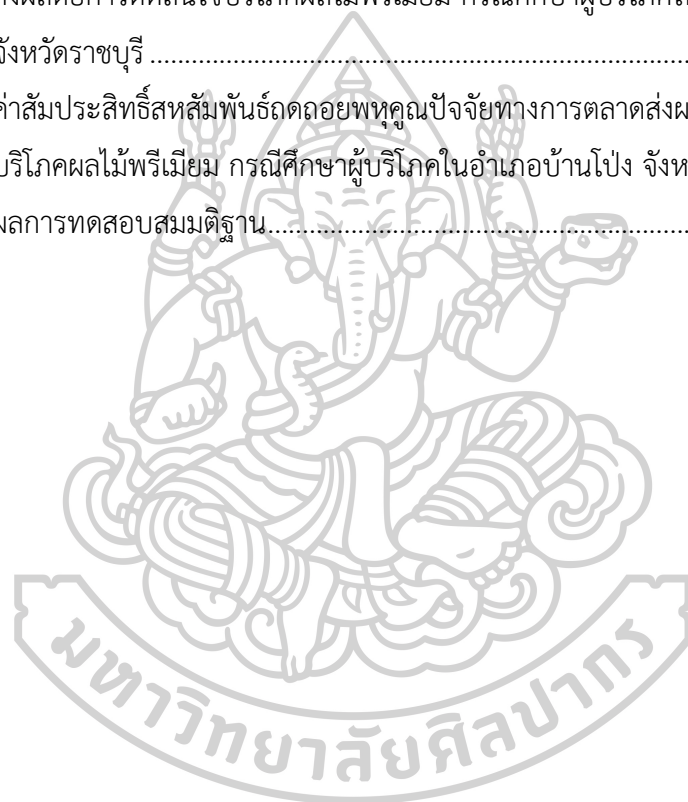 การตัดสินใจบริโภคผลไม้พรีเมียม กรณีศึกษาผู้บริโภค
จังหวัดราชบุรี
ค่าสัมประสิทธิ์สหสัมพันธ์ถดถอยพหุคูณปัจจัยทางการตลาดส่งผ
บริโภคผลไม้พรีเมียม กรณีศึกษาผู้บริโภคในอำเภอบ้านโป่ง จังห
ผลการทดสอบสมมติฐาน
มหาวิทยาลัยศิลปากร